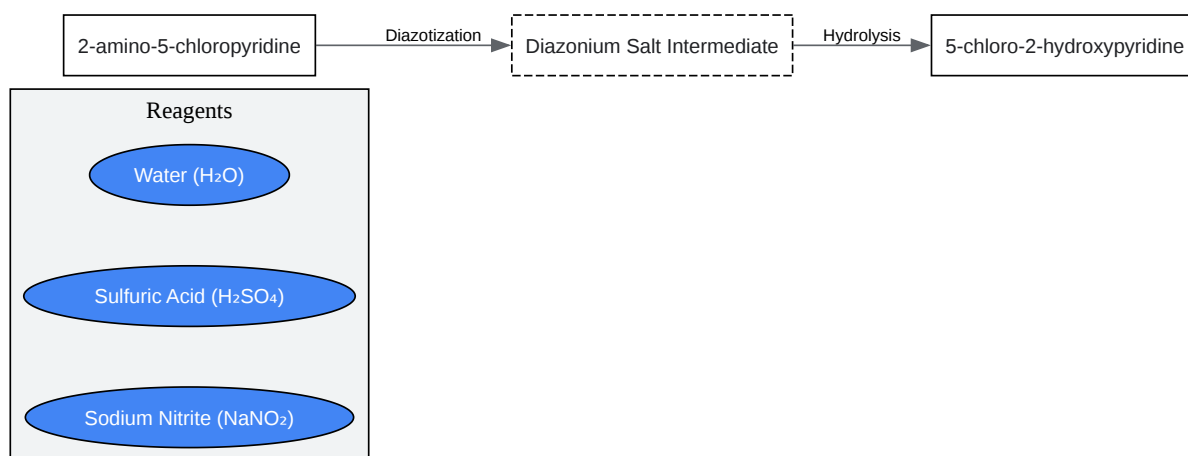 2-amino-5-chloropyridine
Diazotization
Diazonium Salt Intermediate
Hydrolysis
5-chloro-2-hydroxypyridine
Reagents
Water (H₂O)
Sulfuric Acid (H₂SO₄)
Sodium Nitrite (NaNO₂)